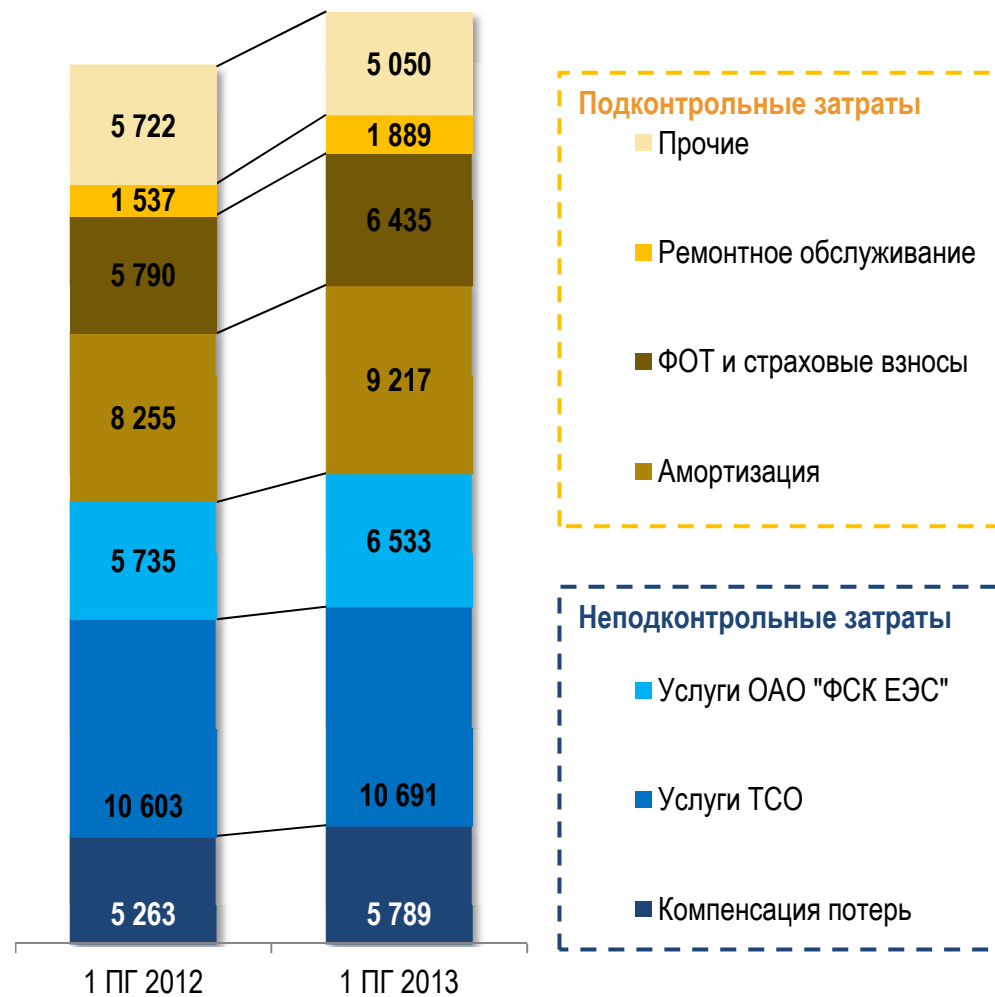 5 722
1 537
5 790
8 255
5 735
10 603
5 263
1 ПГ 2012
5 050
1 889
6 435
9 217
6 533
10 691
5 789
1 ПГ 2013
Подконтрольные затраты
Прочие
Ремонтное обслуживание
ФОТ и страховые взносы
Амортизация
Неподконтрольные затраты
Услуги ОАО "ФСК ЕЭС"
Услуги ТСО
Компенсация потерь